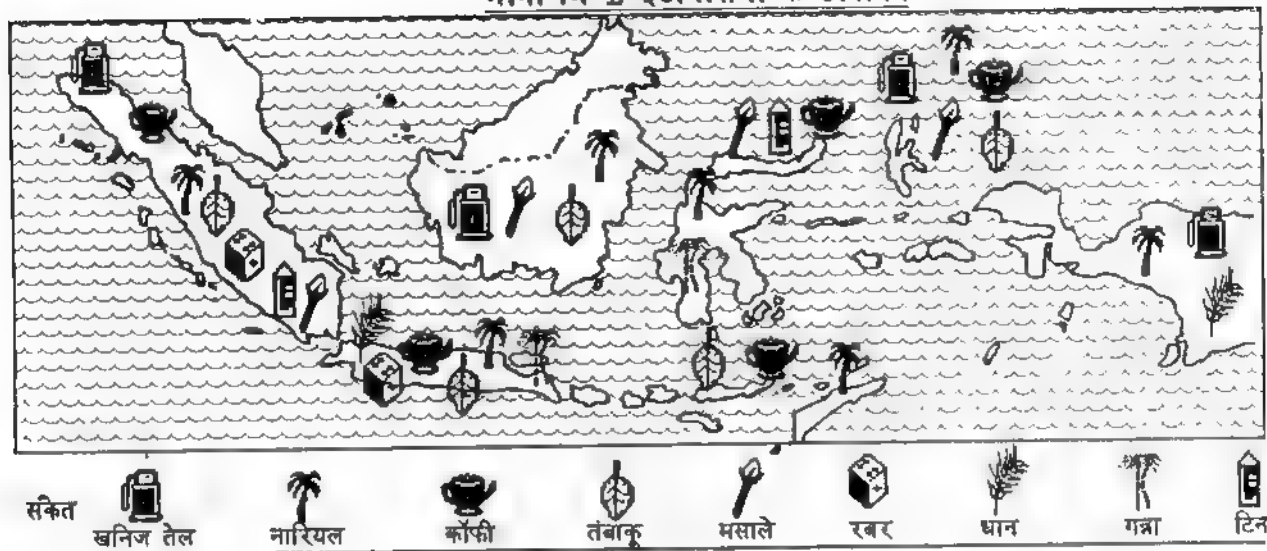 संकेत
खनिज तेल
नारियल
कॉफी
तंबाकू
मसाले
रबर
धान
गन्ना
टिन